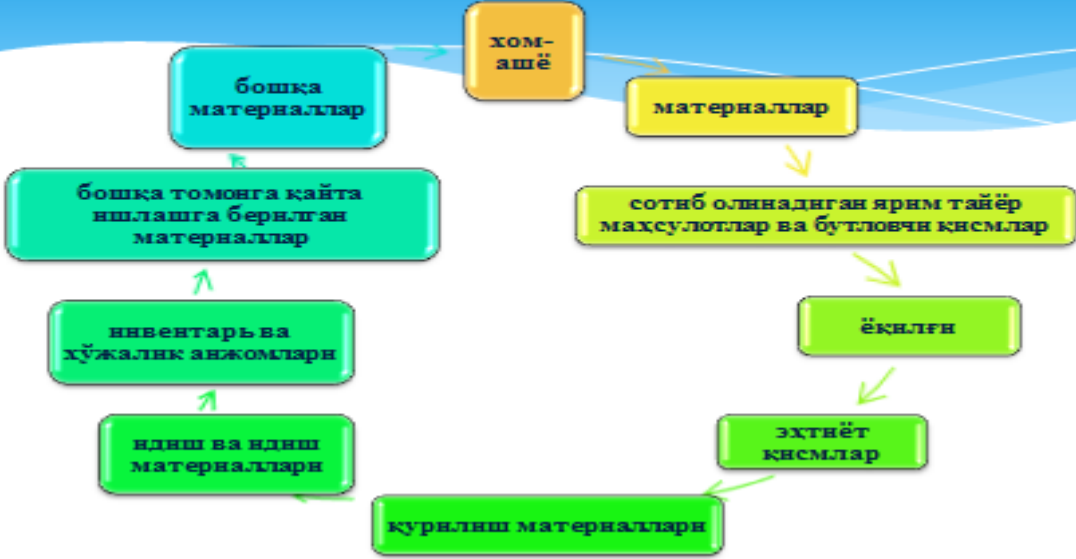 хом-
ашё
материаллар
сотиб олинадиган ярим тайёр
маҳсулотлар ва бутловчи қисмлар
ёқилғи
эҳтиёт
қисмлар
қурилиш материаллари
идиш ва идиш
материаллари
инвентарь ва
хўжалик анжомлари
бошқа томонга қайта
ишлашга берилган
материаллар
бошқа
материаллар